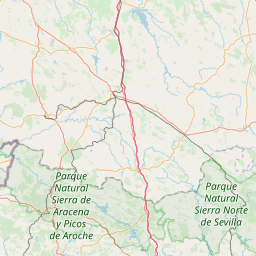 Parque
Natural
Sierra de
Aracena
y Picos
de Aroche
Parque
Natural
Sierra Norte
de Sevilla